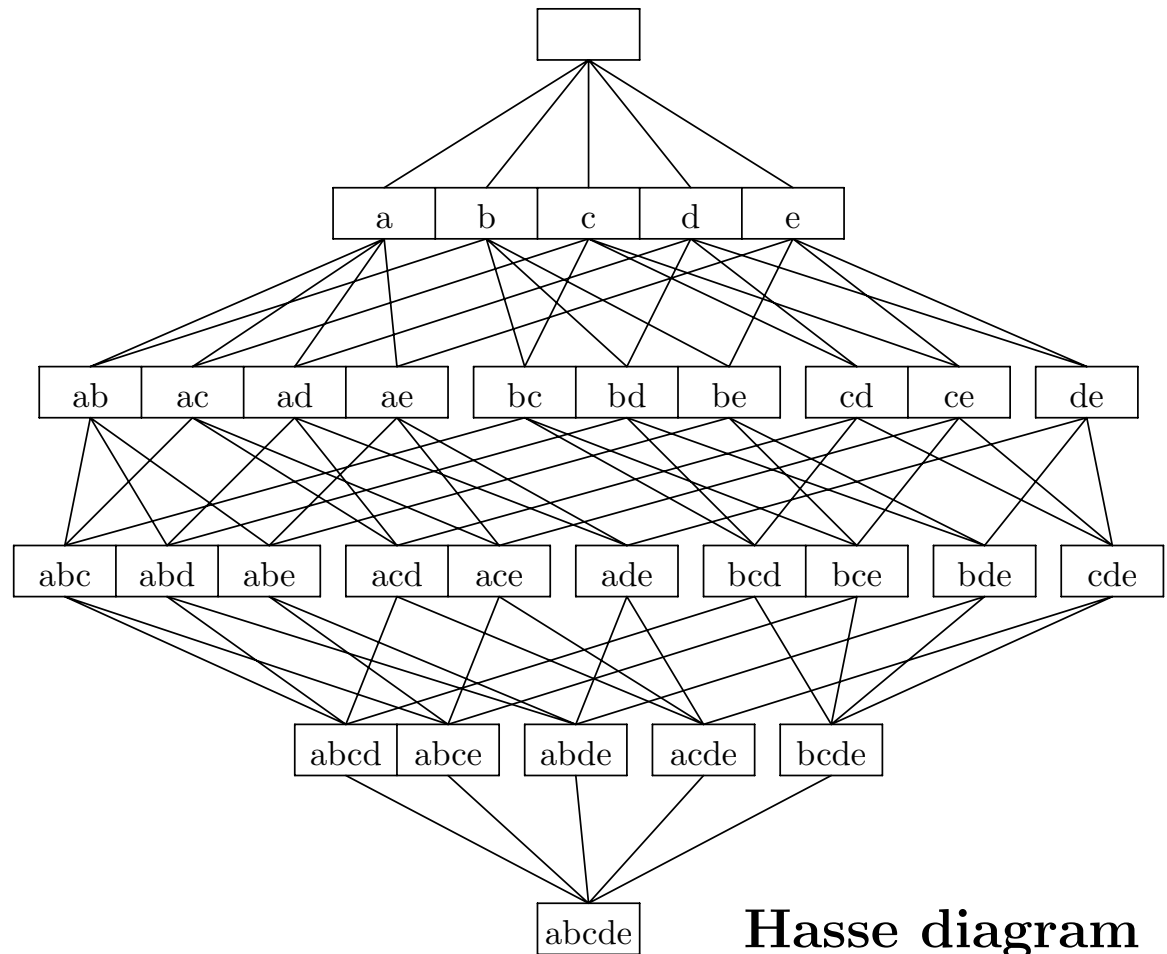 a b c d e
ab ac ad ae bc bd be cd ce de
abc abd abe acd ace ade bcd bce bde cde
abcd abce abde acde bcde
abcde
Hasse diagram